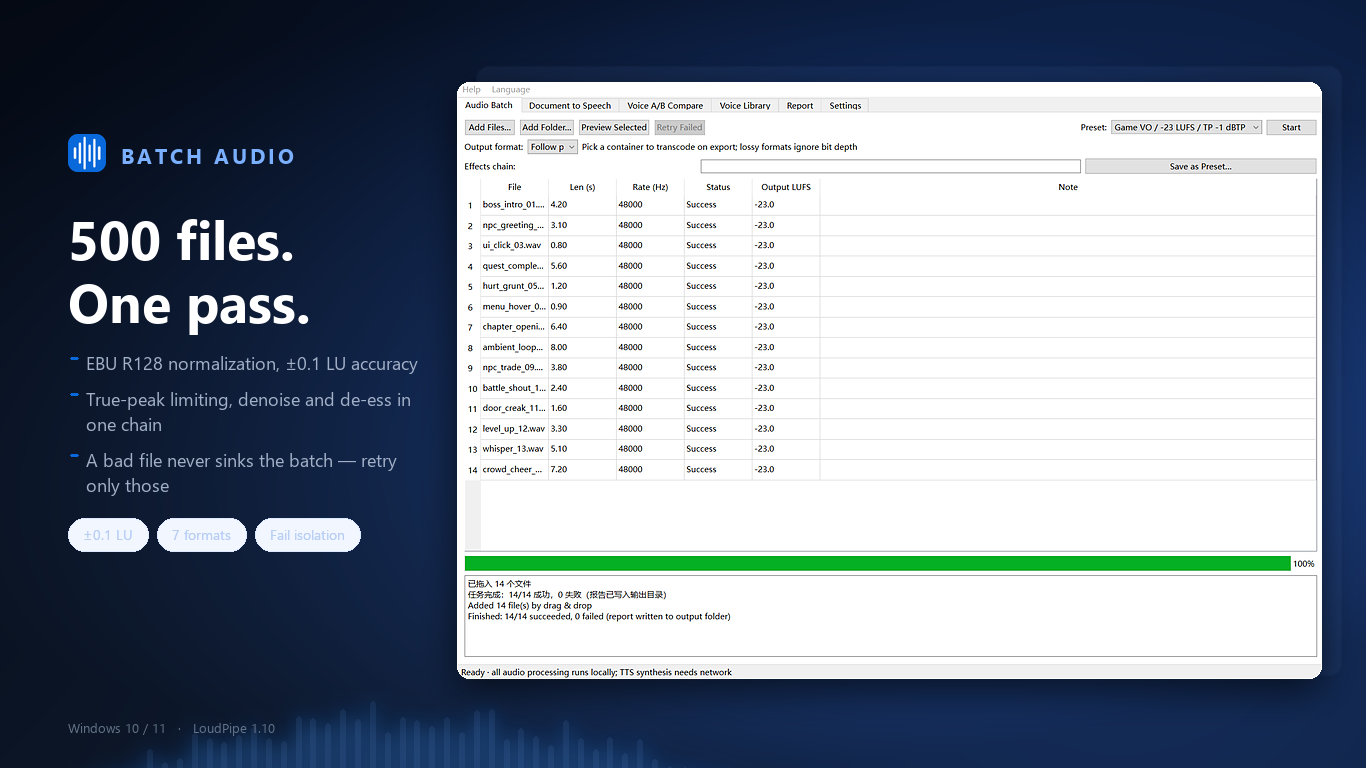 BATCH AUDIO
500 files.
One pass.
EBU R128 normalization, ±0.1 LU accuracy
True-peak limiting, denoise and de-ess in
one chain
A bad file never sinks the batch — retry
only those
±0.1 LU 7 formats Fail isolation
Windows 10 / 11 · LoudPipe 1.10
Help Language
Audio Batch Document to Speech Voice A/B Compare Voice Library Report Settings
Add Files... Add Folder... Preview Selected Retry Failed Preset: Game VO / -23 LUFS / TP -1 dBTP Start
Output format: Follow p Pick a container to transcode on export; lossy formats ignore bit depth
Effects chain: Save as Preset...
File Len (s) Rate (Hz) Status Output LUFS Note
1 boss_intro_01.... 4.20 48000 Success -23.0
2 npc_greeting_... 3.10 48000 Success -23.0
3 ui_click_03.wav 0.80 48000 Success -23.0
4 quest_comple... 5.60 48000 Success -23.0
5 hurt_grunt_05... 1.20 48000 Success -23.0
6 menu_hover_0... 0.90 48000 Success -23.0
7 chapter_openi... 6.40 48000 Success -23.0
8 ambient_loop... 8.00 48000 Success -23.0
9 npc_trade_09.... 3.80 48000 Success -23.0
10 battle_shout_1... 2.40 48000 Success -23.0
11 door_creak_11... 1.60 48000 Success -23.0
12 level_up_12.wav 3.30 48000 Success -23.0
13 whisper_13.wav 5.10 48000 Success -23.0
14 crowd_cheer_... 7.20 48000 Success -23.0
100%
已拖入 14 个文件
任务完成：14/14 成功，0 失败（报告已写入输出目录）
Added 14 file(s) by drag & drop
Finished: 14/14 succeeded, 0 failed (report written to output folder)
Ready · all audio processing runs locally; TTS synthesis needs network